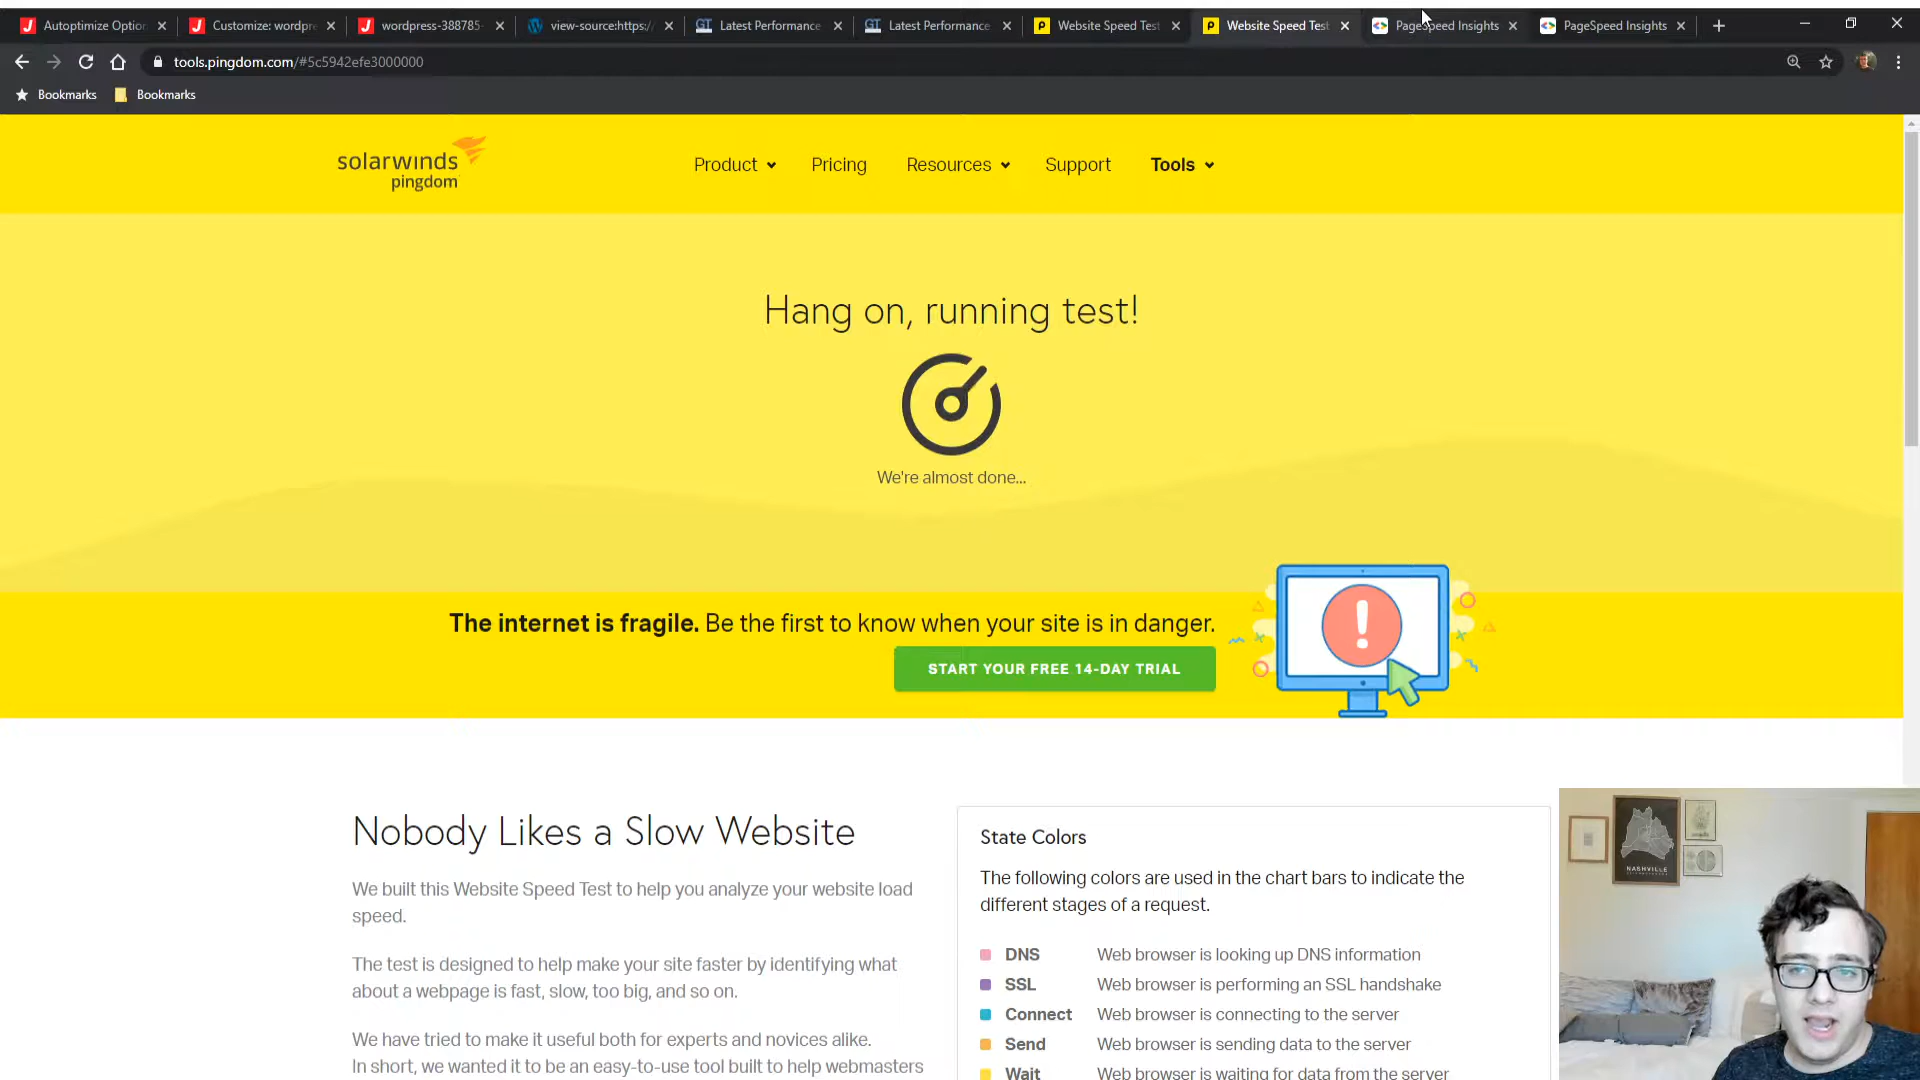 Autoptimize Option
Customize: wordpre
wordpress-388785-
view-source:https:/
Latest Performance
Latest Performance
Website Speed Test
Website Speed Test
PageSpeed Insights
PageSpeed Insights
tools.pingdom.com/#5c5942efe3000000
Bookmarks
Bookmarks
solarwinds
pingdom
Product
Pricing
Resources
Support
Tools
Hang on, running test!
We're almost done...
The internet is fragile. Be the first to know when your site is in danger.
START YOUR FREE 14-DAY TRIAL
Nobody Likes a Slow Website
We built this Website Speed Test to help you analyze your website load
speed.
The test is designed to help make your site faster by identifying what
about a webpage is fast, slow, too big, and so on.
We have tried to make it useful both for experts and novices alike.
In short, we wanted it to be an easy-to-use tool built to help webmasters
State Colors
The following colors are used in the chart bars to indicate the
different stages of a request.
DNS Web browser is looking up DNS information
SSL Web browser is performing an SSL handshake
Connect Web browser is connecting to the server
Send Web browser is sending data to the server
Wait Web browser is waiting for data from the server
NASHVILLE